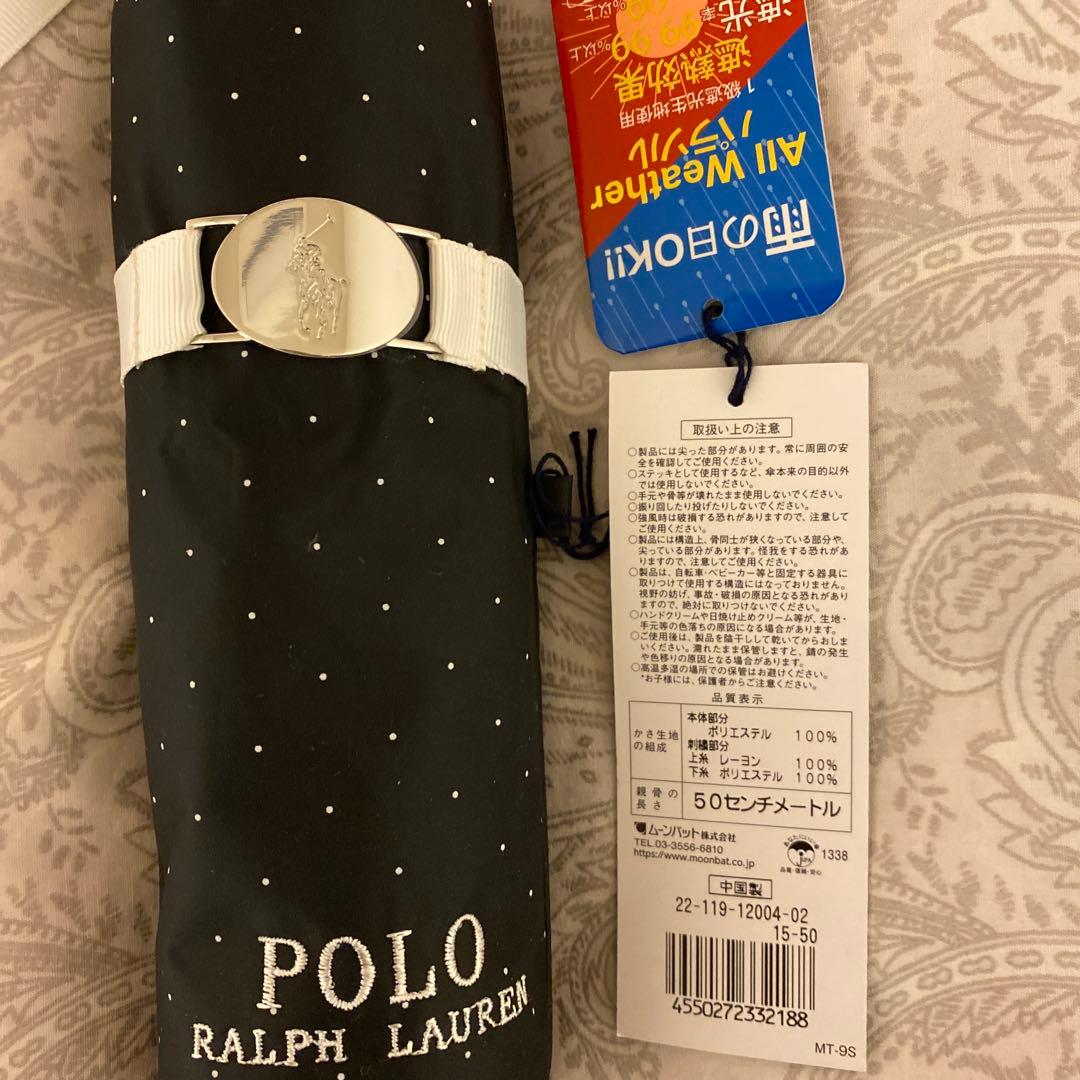 POLO
RALPH LAUREN
雨の日OK!!
All Weather
パラソル
1級遮光生地使用
遮熱効果
遮光
率
99 99
%以上
%以上
取扱い上の注意
○製品には尖った部分があります。常に周囲の安
全を確認してご使用ください。
○ステッキとして使用するなど、傘本来の目的以外
では使用しないでください。
○手元や骨等が壊れたまま使用しないでください。
○振り回したり投げたりしないでください。
○強風時は破損する恐れがありますので、注意して
ご使用ください。
○製品には構造上、骨同士が狭くなっている部分や、
尖っている部分があります。怪我をする恐れがあ
りますので、注意してご使用ください。
○製品は、自転車・ベビーカー等と固定する器具に
取りつけて使用する構造にはなっておりません。
視野の妨げ、事故・破損の原因となる恐れがあり
ますので、絶対に取りつけないでください。
○ハンドクリームや日焼け止めクリーム等が、生地・
手元等の色落ちの原因になる場合があります。
○ご使用後は、製品を陰干しして乾いてからおしま
いください。濡れたまま保管しますと、錆の発生
や色移りの原因となる場合があります。
○高温多湿の場所での保管はお避けください。
*お子様には、保護者からご注意ください。
品質表示
かさ生地
の組成
本体部分
ポリエステル 100%
刺繍部分
上糸 レーヨン 100%
下糸 ポリエステル 100%
親骨の
長さ
50センチメートル
ムーンバット株式会社
TEL.03-3556-6810
https://www.moonbat.co.jp
JUPA
品質・信頼・安心
1338
中国製
22-119-12004-02
15-50
4550272332188
MT-9S